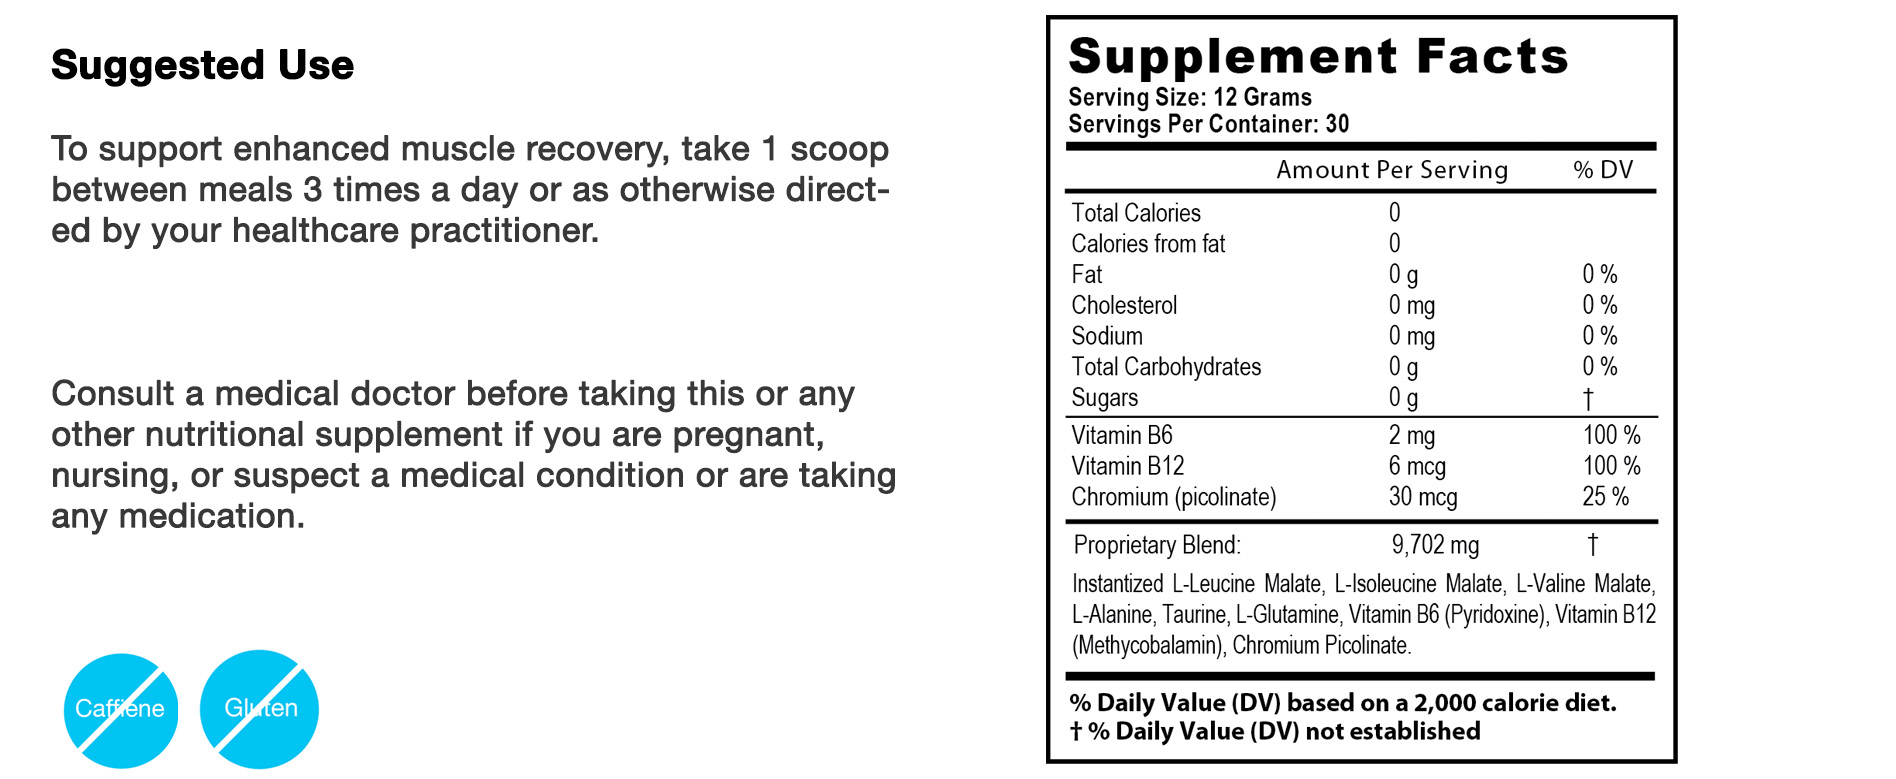 Suggested Use
To support enhanced muscle recovery, take 1 scoop
between meals 3 times a day or as otherwise direct-
ed by your healthcare practitioner.
Consult a medical doctor before taking this or any
other nutritional supplement if you are pregnant,
nursing, or suspect a medical condition or are taking
any medication.
Caffiene
Gluten
Supplement Facts
Serving Size: 12 Grams
Servings Per Container: 30
Amount Per Serving % DV
Total Calories 0
Calories from fat 0
Fat 0 g 0 %
Cholesterol 0 mg 0 %
Sodium 0 mg 0 %
Total Carbohydrates 0 g 0 %
Sugars 0 g †
Vitamin B6 2 mg 100 %
Vitamin B12 6 mcg 100 %
Chromium (picolinate) 30 mcg 25 %
Proprietary Blend: 9,702 mg †
Instantized L-Leucine Malate, L-Isoleucine Malate, L-Valine Malate,
L-Alanine, Taurine, L-Glutamine, Vitamin B6 (Pyridoxine), Vitamin B12
(Methycobalamin), Chromium Picolinate.
% Daily Value (DV) based on a 2,000 calorie diet.
† % Daily Value (DV) not established